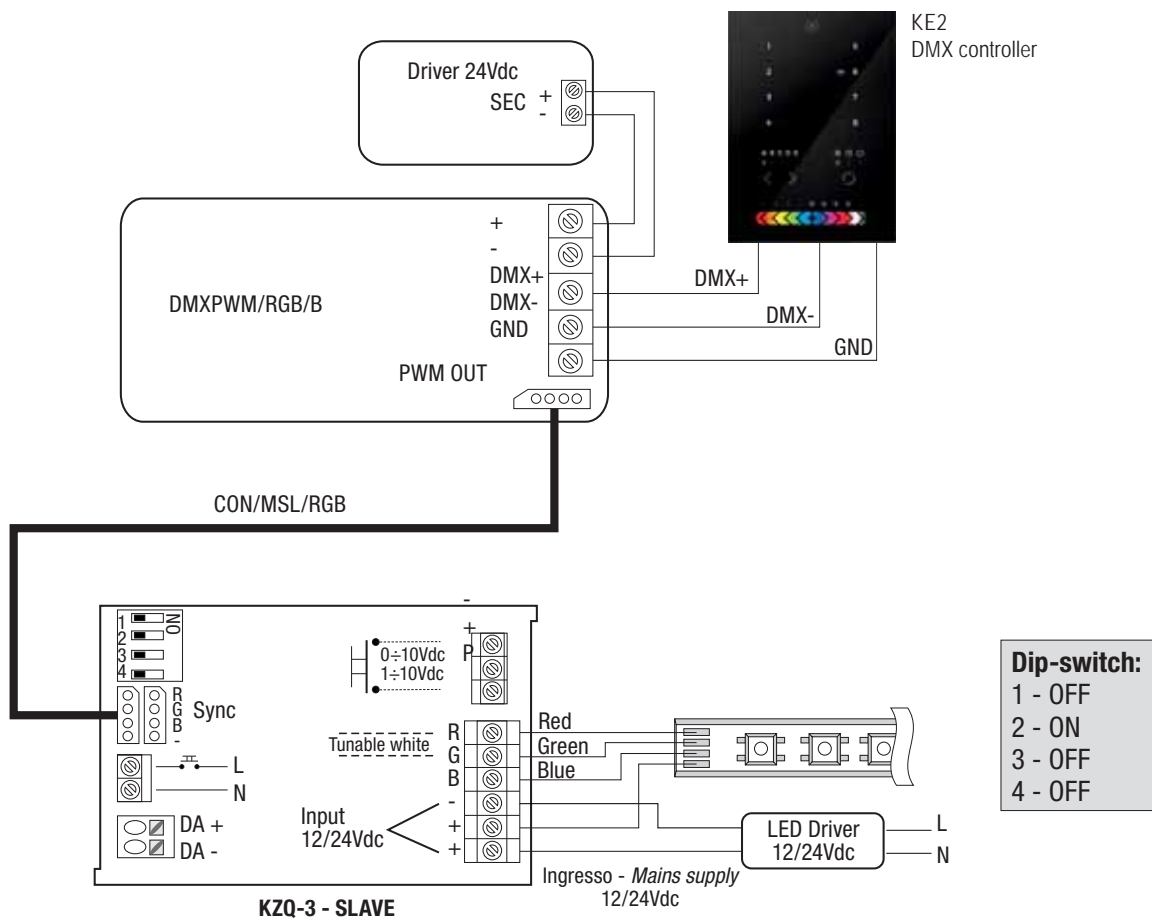 KE2
DMX controller
Driver 24Vdc
SEC
+
-
+
-
DMX+
DMX-
GND
DMXPWM/RGB/B
PWM OUT
DMX+
DMX-
GND
CON/MSL/RGB
1
2
3
4
ON
R
G
B
-
Sync
L
N
DA +
DA -
-
+
P
0÷10Vdc
1÷10Vdc
Tunable white
R
G
B
-
+
+
Red
Green
Blue
Input
12/24Vdc
LED Driver
12/24Vdc
L
N
Ingresso - Mains supply
12/24Vdc
KZQ-3 - SLAVE
Dip-switch:
1 - OFF
2 - ON
3 - OFF
4 - OFF